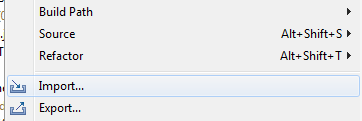 Build Path
Source Alt+Shift+S
Refactor Alt+Shift+T
Import...
Export...